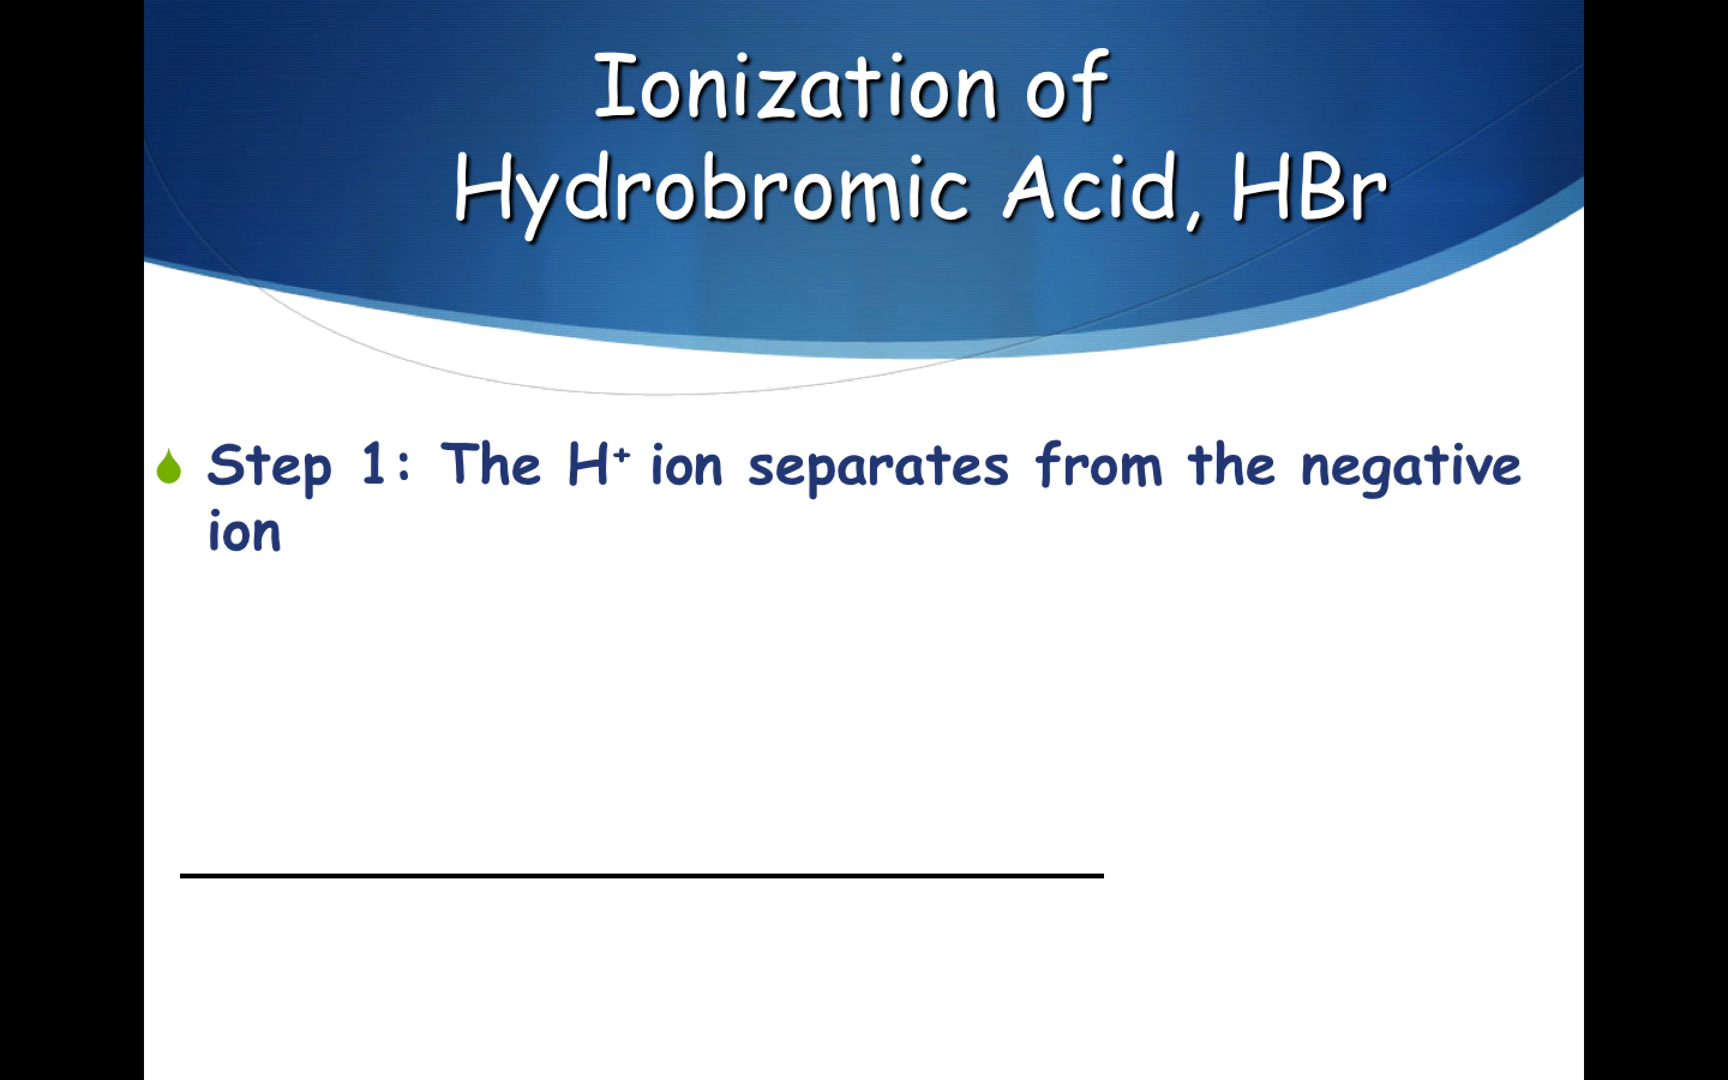 Ionization of
Hydrobromic Acid, HBr
Step 1: The H⁺ ion separates from the negative
ion